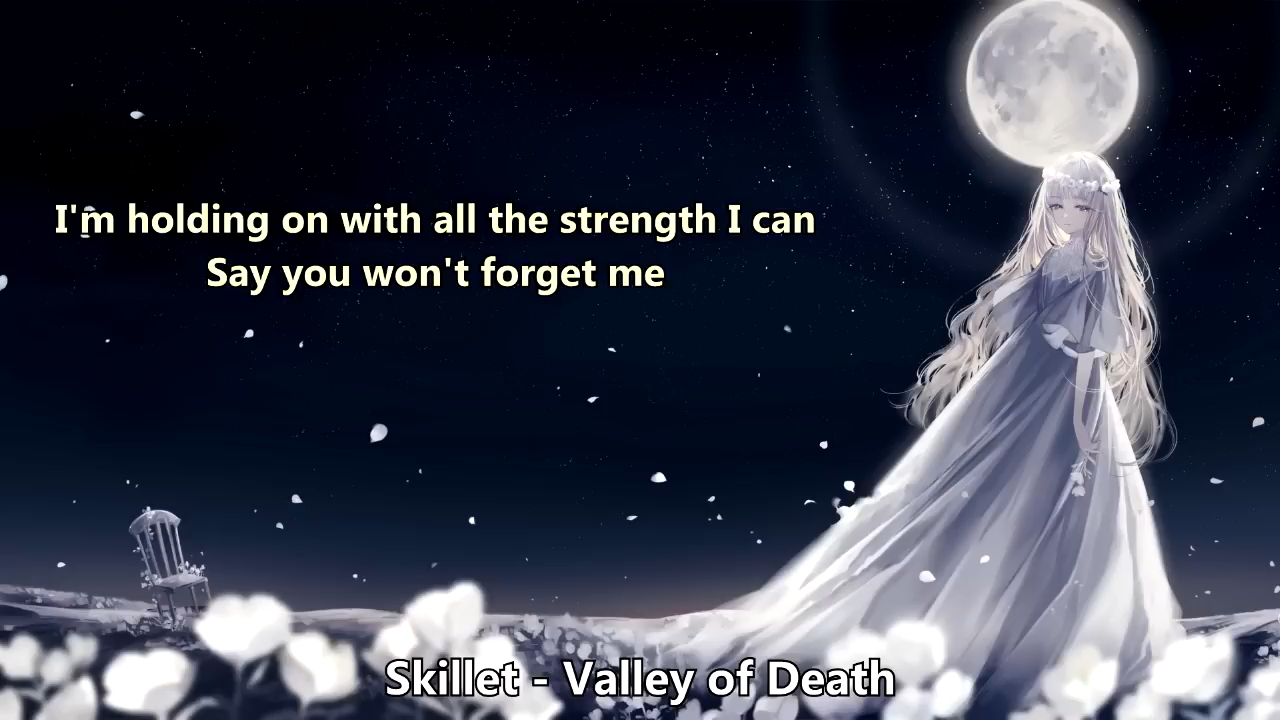 I'm holding on with all the strength I can
Say you won't forget me
Skillet - Valley of Death